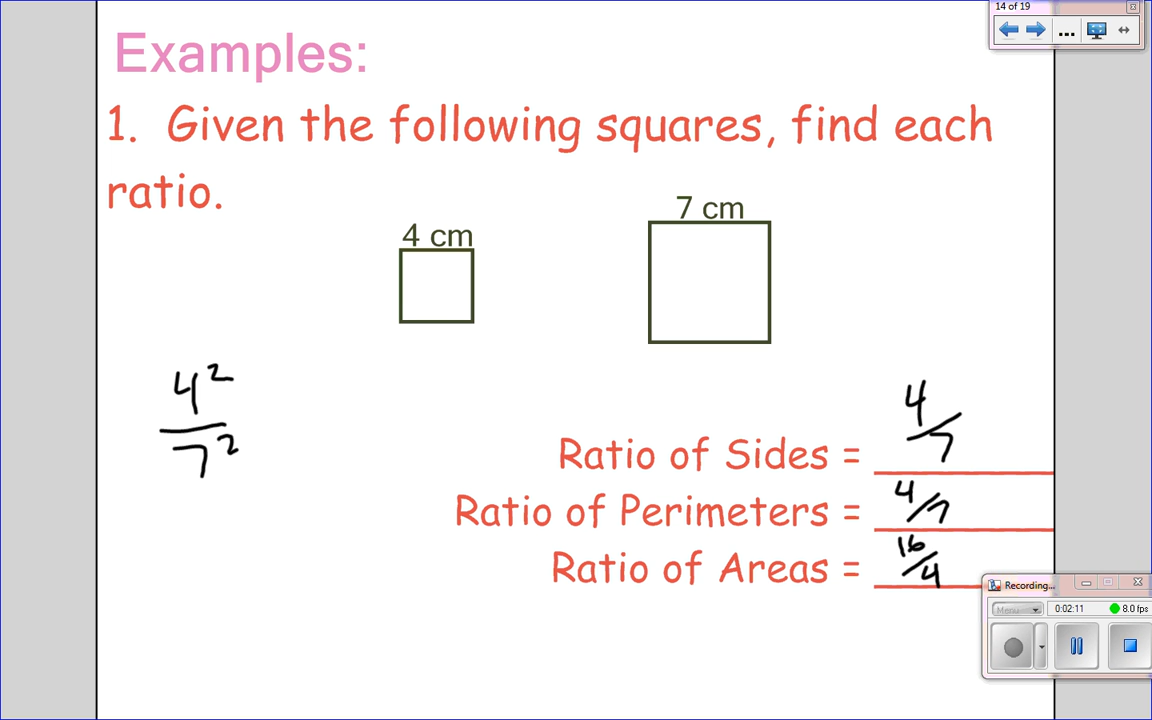 14 of 19
Examples:
1. Given the following squares, find each
ratio.
4 cm
7 cm
4²
7²
Ratio of Sides = 4/7
Ratio of Perimeters = 4/7
Ratio of Areas = 16/4
Recording...
Menu
0:02:11
8.0 fps